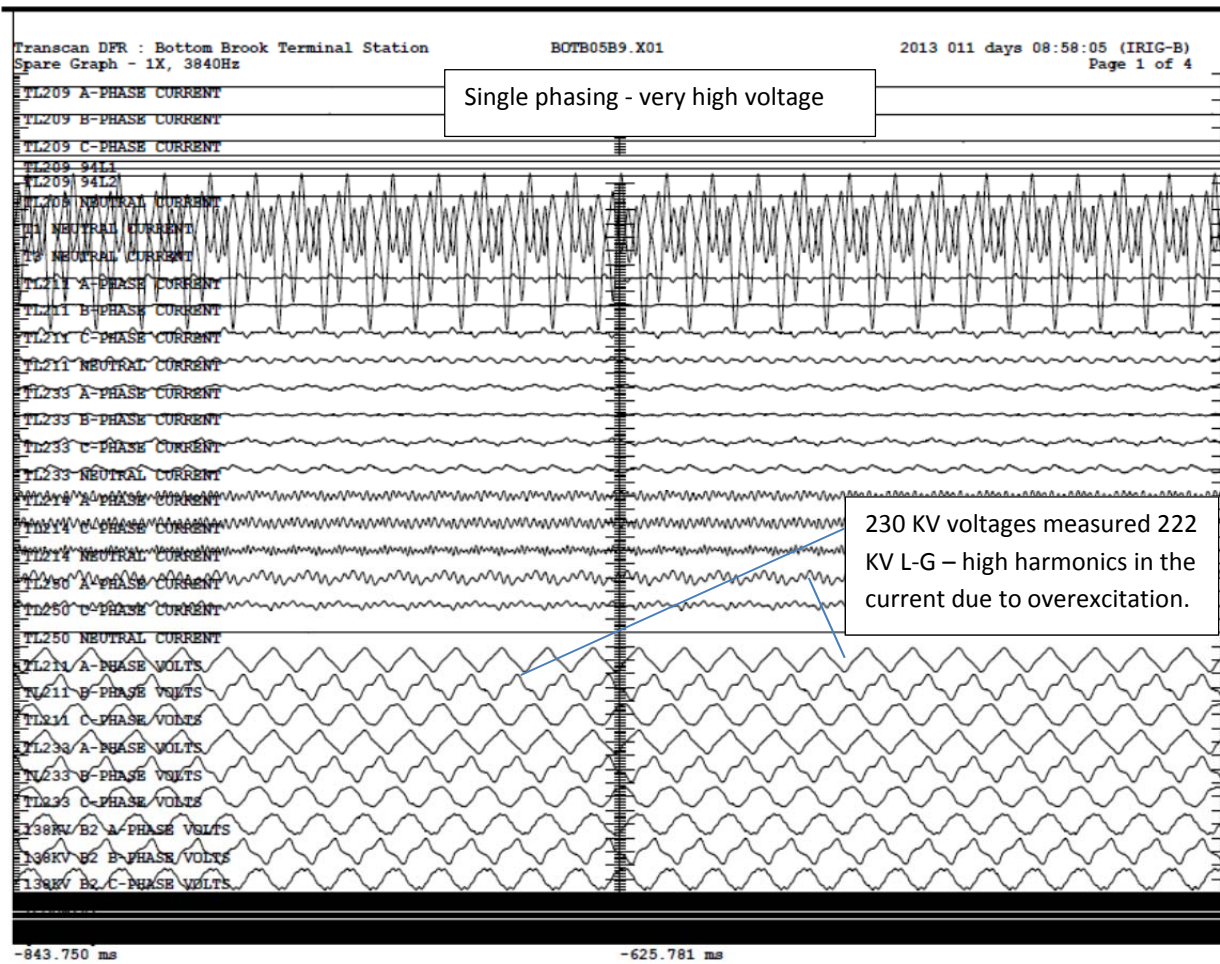 Transcan DFR : Bottom Brook Terminal Station BOTB05B9.X01 2013 011 days 08:58:05 (IRIG-B)
Spare Graph - 1X, 3840Hz Page 1 of 4
Single phasing - very high voltage
TL209 A-PHASE CURRENT
TL209 B-PHASE CURRENT
TL209 C-PHASE CURRENT
TL209 94L1
TL209 94L2
TL209 NEUTRAL CURRENT
T1 NEUTRAL CURRENT
T3 NEUTRAL CURRENT
TL211 A-PHASE CURRENT
TL211 B-PHASE CURRENT
TL211 C-PHASE CURRENT
TL211 NEUTRAL CURRENT
TL233 A-PHASE CURRENT
TL233 B-PHASE CURRENT
TL233 C-PHASE CURRENT
TL233 NEUTRAL CURRENT
TL214 A-PHASE CURRENT
TL214 C-PHASE CURRENT
TL214 NEUTRAL CURRENT
TL250 A-PHASE CURRENT
TL250 C-PHASE CURRENT
TL250 NEUTRAL CURRENT
230 KV voltages measured 222
KV L-G – high harmonics in the
current due to overexcitation.
TL211 A-PHASE VOLTS
TL211 B-PHASE VOLTS
TL211 C-PHASE VOLTS
TL233 A-PHASE VOLTS
TL233 B-PHASE VOLTS
TL233 C-PHASE VOLTS
138KV B2 A-PHASE VOLTS
138KV B2 B-PHASE VOLTS
138KV B2 C-PHASE VOLTS
-843.750 ms -625.781 ms